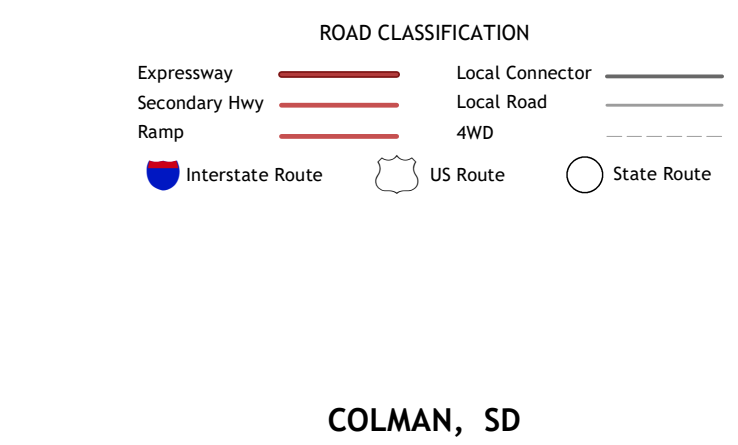 ROAD CLASSIFICATION
Expressway
Local Connector
Secondary Hwy
Local Road
Ramp
4WD
Interstate Route
US Route
State Route
COLMAN, SD